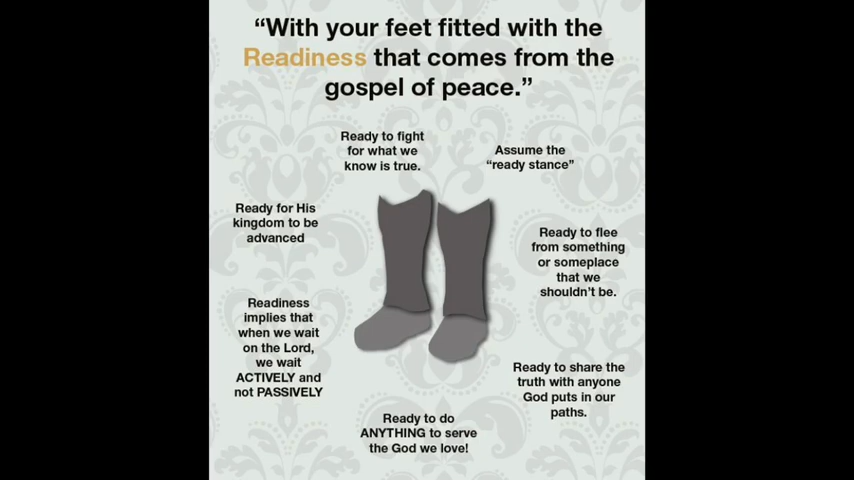 “With your feet fitted with the
Readiness that comes from the
gospel of peace.”
Ready to fight
for what we
know is true.
Assume the
“ready stance”
Ready for His
kingdom to be
advanced
Ready to flee
from something
or someplace
that we
shouldn’t be.
Readiness
implies that
when we wait
on the Lord,
we wait
ACTIVELY and
not PASSIVELY
Ready to share the
truth with anyone
God puts in our
paths.
Ready to do
ANYTHING to serve
the God we love!